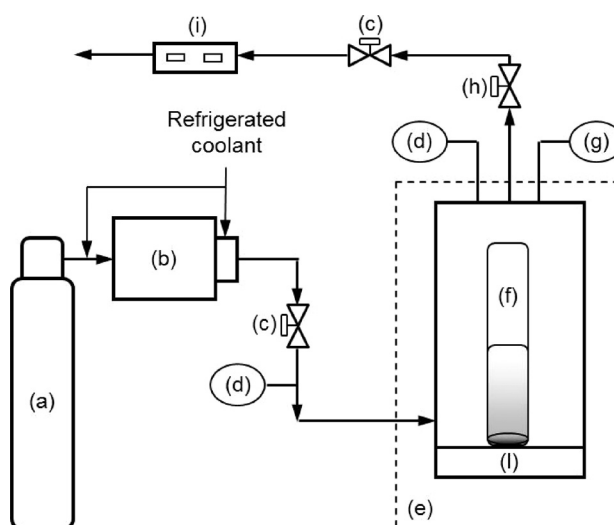 (i)
(c)
(h)
Refrigerated
coolant
(d)
(g)
(b)
(f)
(c)
(a)
(d)
(l)
(e)